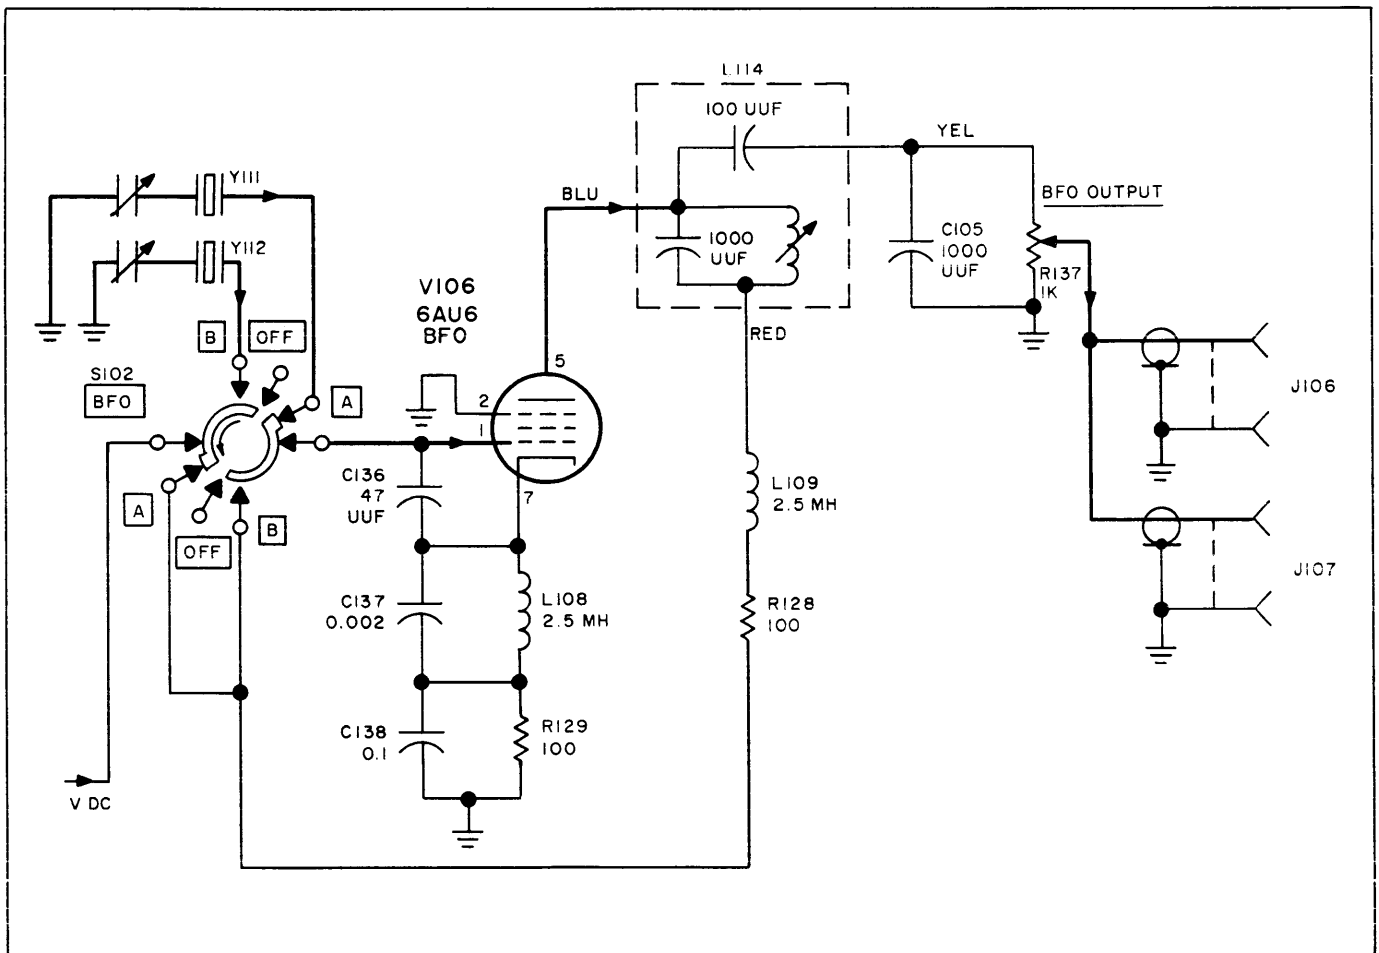 L114
100 UUF
YEL
Y111
BLU
BFO OUTPUT
1000
UUF
C105
1000
UUF
R137
1K
Y112
V106
6AU6
BFO
B
OFF
RED
S102
BFO
5
A
2
1
J106
C136
47
UUF
7
L109
2.5 MH
A
B
OFF
J107
C137
0.002
L108
2.5 MH
R128
100
C138
0.1
R129
100
V DC